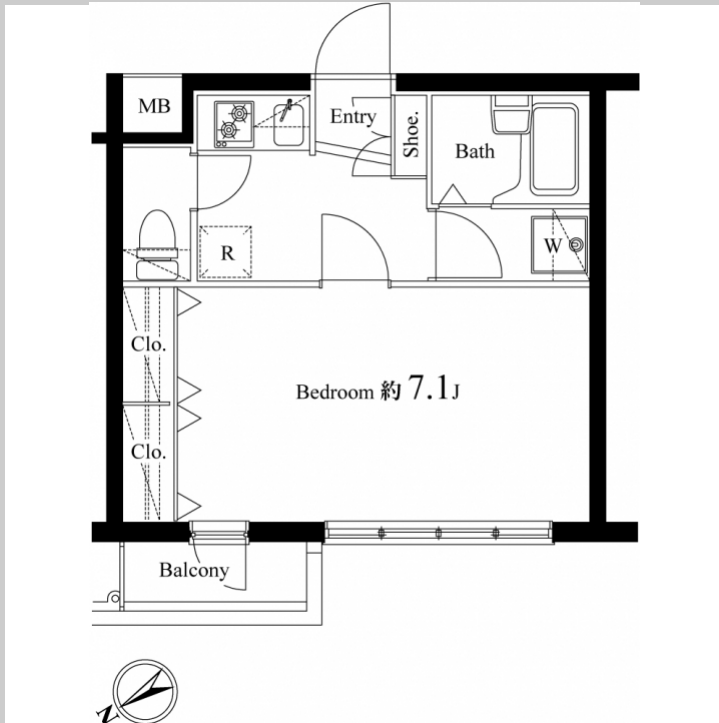 MB
Entry
Shoe.
Bath
R
W
Clo.
Bedroom 約 7.1J
Clo.
Balcony
N